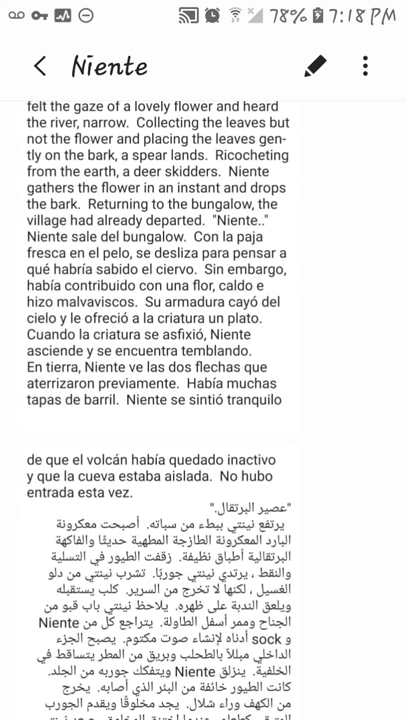 78% 7:18 PM
Niente
felt the gaze of a lovely flower and heard
the river, narrow.  Collecting the leaves but
not the flower and placing the leaves gen-
tly on the bark, a spear lands.  Ricocheting
from the earth, a deer skidders.  Niente
gathers the flower in an instant and drops
the bark.  Returning to the bungalow, the
village had already departed.  "Niente.."
Niente sale del bungalow.  Con la paja
fresca en el pelo, se desliza para pensar a
qué habría sabido el ciervo.  Sin embargo,
había contribuido con una flor, caldo e
hizo malvaviscos.  Su armadura cayó del
cielo y le ofreció a la criatura un plato.
Cuando la criatura se asfixió, Niente
asciende y se encuentra temblando.
En tierra, Niente ve las dos flechas que
aterrizaron previamente.  Había muchas
tapas de barril.  Niente se sintió tranquilo
de que el volcán había quedado inactivo
y que la cueva estaba aislada.  No hubo
entrada esta vez.
"عصير البرتقال."
يرتفع نينتي ببطء من سباته.  أصبحت معكرونة
البارد المعكرونة الطازجة المطهية حديثًا والفاكهة
البرتقالية أطباق نظيفة.  زقفت الطيور في التسلية
والنقط ، يرتدي نينتي جوربًا.  تشرب نينتي من دلو
الغسيل ، لكنها لا تخرج من السرير.  كلب يستقبله
ويلعق الندبة على ظهره.  يلاحظ نينتي باب قبو من
الجناح وممر أسفل الطاولة.  يتراجع كل من Niente
و sock أدناه لإنشاء صوت مكتوم.  يصبح الجزء
الداخلي مبللاً بالطحلب وبريق من المطر يتساقط في
الخلفية.  ينزلق Niente ويتفكك جوربه من الجلد.
كانت الطيور خائفة من البئر الذي أصابه.  يخرج
من الكهف وراء شلال.  يجد مخلوقًا ويقدم الجورب